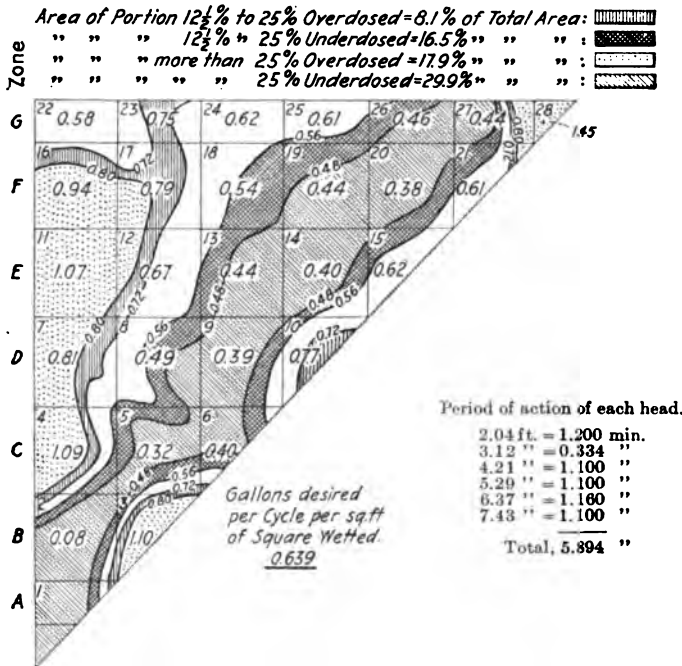 Area of Portion 12½% to 25% Overdosed=8.1% of Total Area:
" " " 12½% " 25% Underdosed=16.5% " " " :
" " " more than 25% Overdosed=17.9% " " " :
" " " " " 25% Underdosed=29.9% " " " :
Zone
G 22 0.58 23 0.75 24 0.62 25 0.61 26 0.46 27 0.44 0.80 28
0.56 0.72 1.45
16 0.80 17 0.72 18 19 0.48 20 21
F 0.94 0.79 0.54 0.44 0.38 0.61
11 12 13 14 15
E 1.07 0.67 0.44 0.40 0.62
0.72 0.48 0.48 0.56
7 0.80 8 0.56 9 10 0.72
D 0.81 0.49 0.39 0.77
4 5 6
C 1.09 0.32 0.40
0.48 0.56 0.72
2 0.80
B 0.08 1.10
A 1
Gallons desired
per Cycle per sq.ft
of Square Wetted.
0.639
Period of action of each head.
2.04 ft. = 1.200 min.
3.12 " = 0.334 "
4.21 " = 1.100 "
5.29 " = 1.100 "
6.37 " = 1.160 "
7.43 " = 1.100 "
Total, 5.894 "